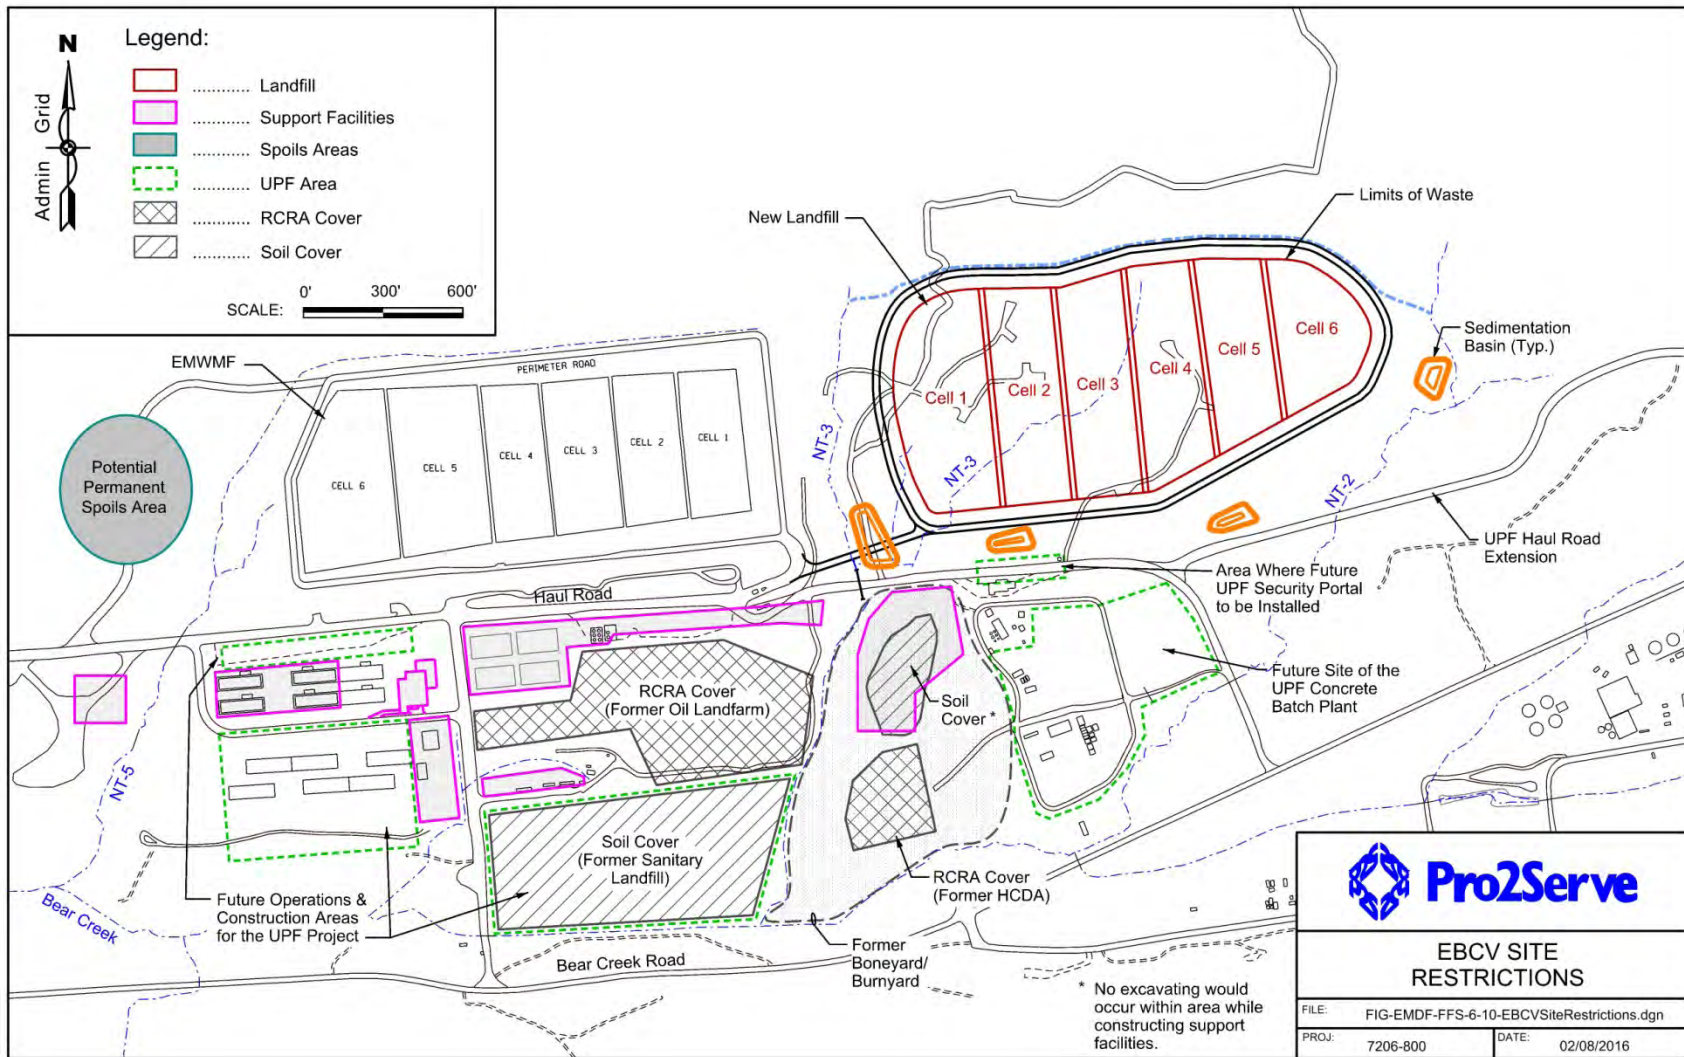 Legend:
N
Admin Grid
............ Landfill
............ Support Facilities
............ Spoils Areas
............ UPF Area
............ RCRA Cover
............ Soil Cover
SCALE:
0' 300' 600'
New Landfill
Limits of Waste
Cell 1
Cell 2
Cell 3
Cell 4
Cell 5
Cell 6
Sedimentation
Basin (Typ.)
EMWMF
PERIMETER ROAD
CELL 6
CELL 5
CELL 4
CELL 3
CELL 2
CELL 1
Potential
Permanent
Spoils Area
NT-3
NT-3
NT-2
UPF Haul Road
Extension
Haul Road
Area Where Future
UPF Security Portal
to be Installed
Future Site of the
UPF Concrete
Batch Plant
RCRA Cover
(Former Oil Landfarm)
Soil
Cover *
NT-5
Soil Cover
(Former Sanitary
Landfill)
RCRA Cover
(Former HCDA)
Future Operations &
Construction Areas
for the UPF Project
Bear Creek
Bear Creek Road
Former
Boneyard/
Burnyard
* No excavating would
occur within area while
constructing support
facilities.
Pro2Serve
EBCV SITE
RESTRICTIONS
FILE: FIG-EMDF-FFS-6-10-EBCVSiteRestrictions.dgn
PROJ: 7206-800
DATE: 02/08/2016